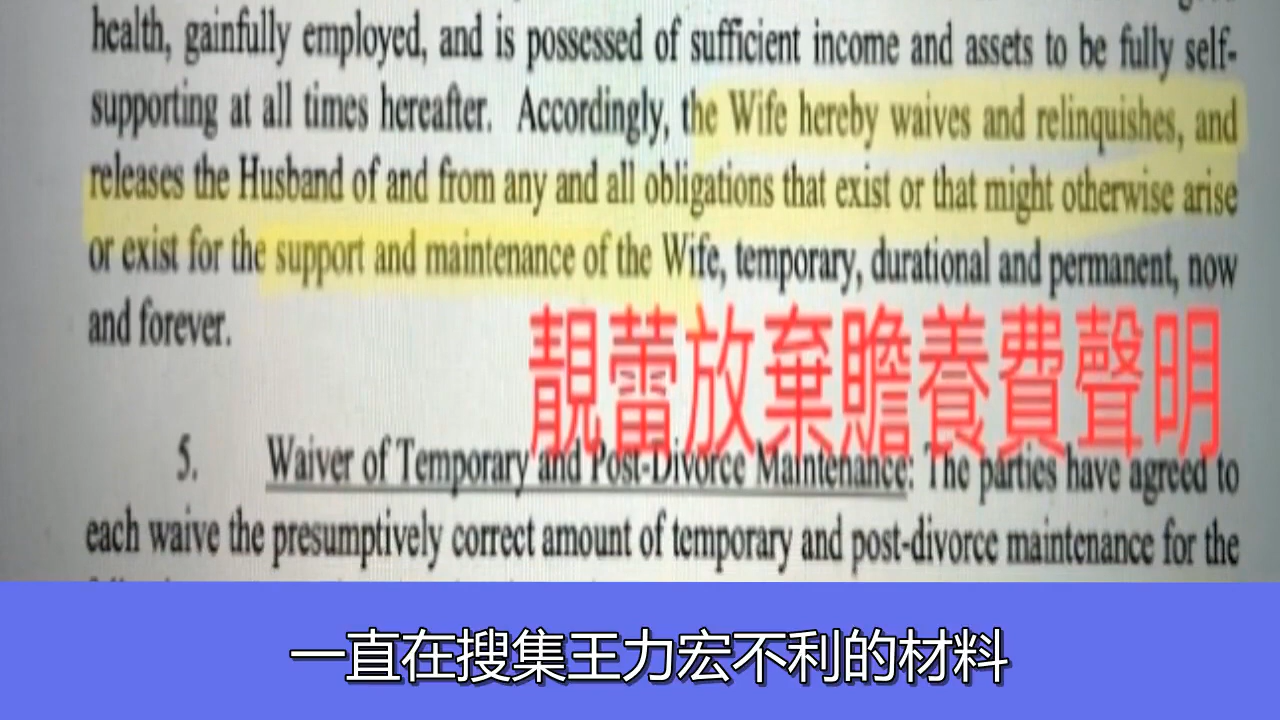 health, gainfully employed, and is possessed of sufficient income and assets to be fully self-
supporting at all times hereafter. Accordingly, the Wife hereby waives and relinquishes, and
releases the Husband of and from any and all obligations that exist or that might otherwise arise
or exist for the support and maintenance of the Wife, temporary, durational and permanent, now
and forever.
靚蕾放棄贍養費聲明
5. Waiver of Temporary and Post-Divorce Maintenance: The parties have agreed to
each waive the presumptively correct amount of temporary and post-divorce maintenance for the
一直在搜集王力宏不利的材料